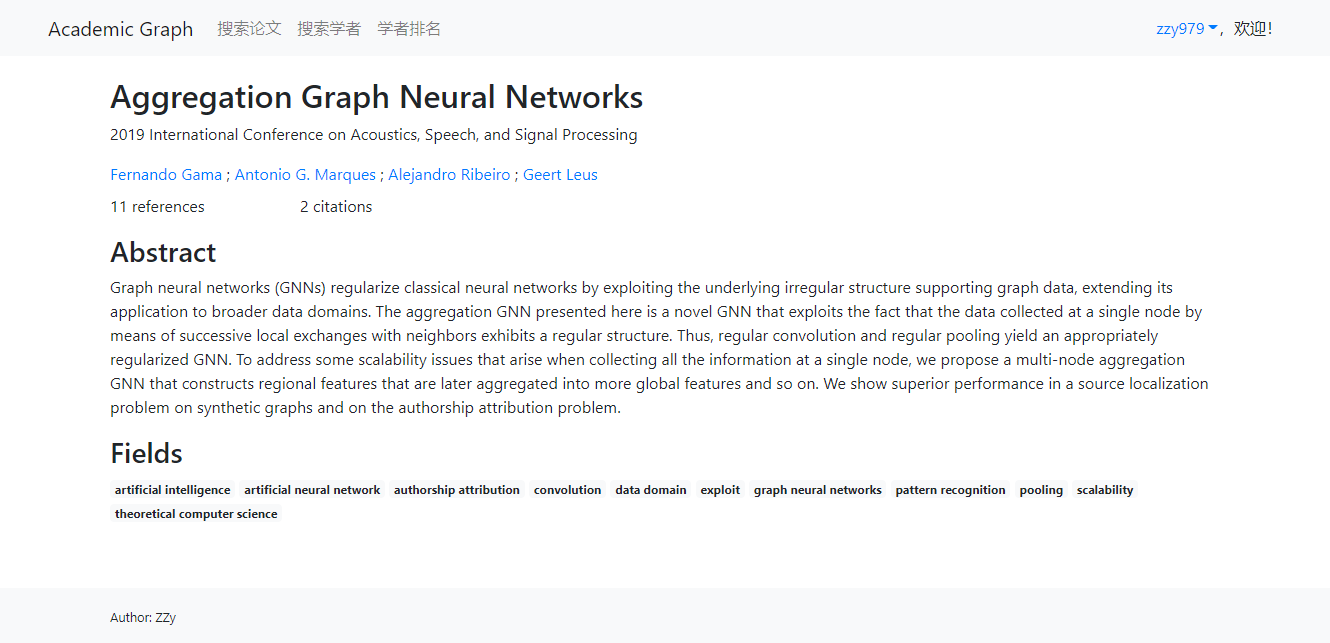 Academic Graph 搜索论文 搜索学者 学者排名 zzy979 , 欢迎!
Aggregation Graph Neural Networks
2019 International Conference on Acoustics, Speech, and Signal Processing
Fernando Gama ; Antonio G. Marques ; Alejandro Ribeiro ; Geert Leus
11 references 2 citations
Abstract
Graph neural networks (GNNs) regularize classical neural networks by exploiting the underlying irregular structure supporting graph data, extending its
application to broader data domains. The aggregation GNN presented here is a novel GNN that exploits the fact that the data collected at a single node by
means of successive local exchanges with neighbors exhibits a regular structure. Thus, regular convolution and regular pooling yield an appropriately
regularized GNN. To address some scalability issues that arise when collecting all the information at a single node, we propose a multi-node aggregation
GNN that constructs regional features that are later aggregated into more global features and so on. We show superior performance in a source localization
problem on synthetic graphs and on the authorship attribution problem.
Fields
artificial intelligence artificial neural network authorship attribution convolution data domain exploit graph neural networks pattern recognition pooling scalability
theoretical computer science
Author: ZZy